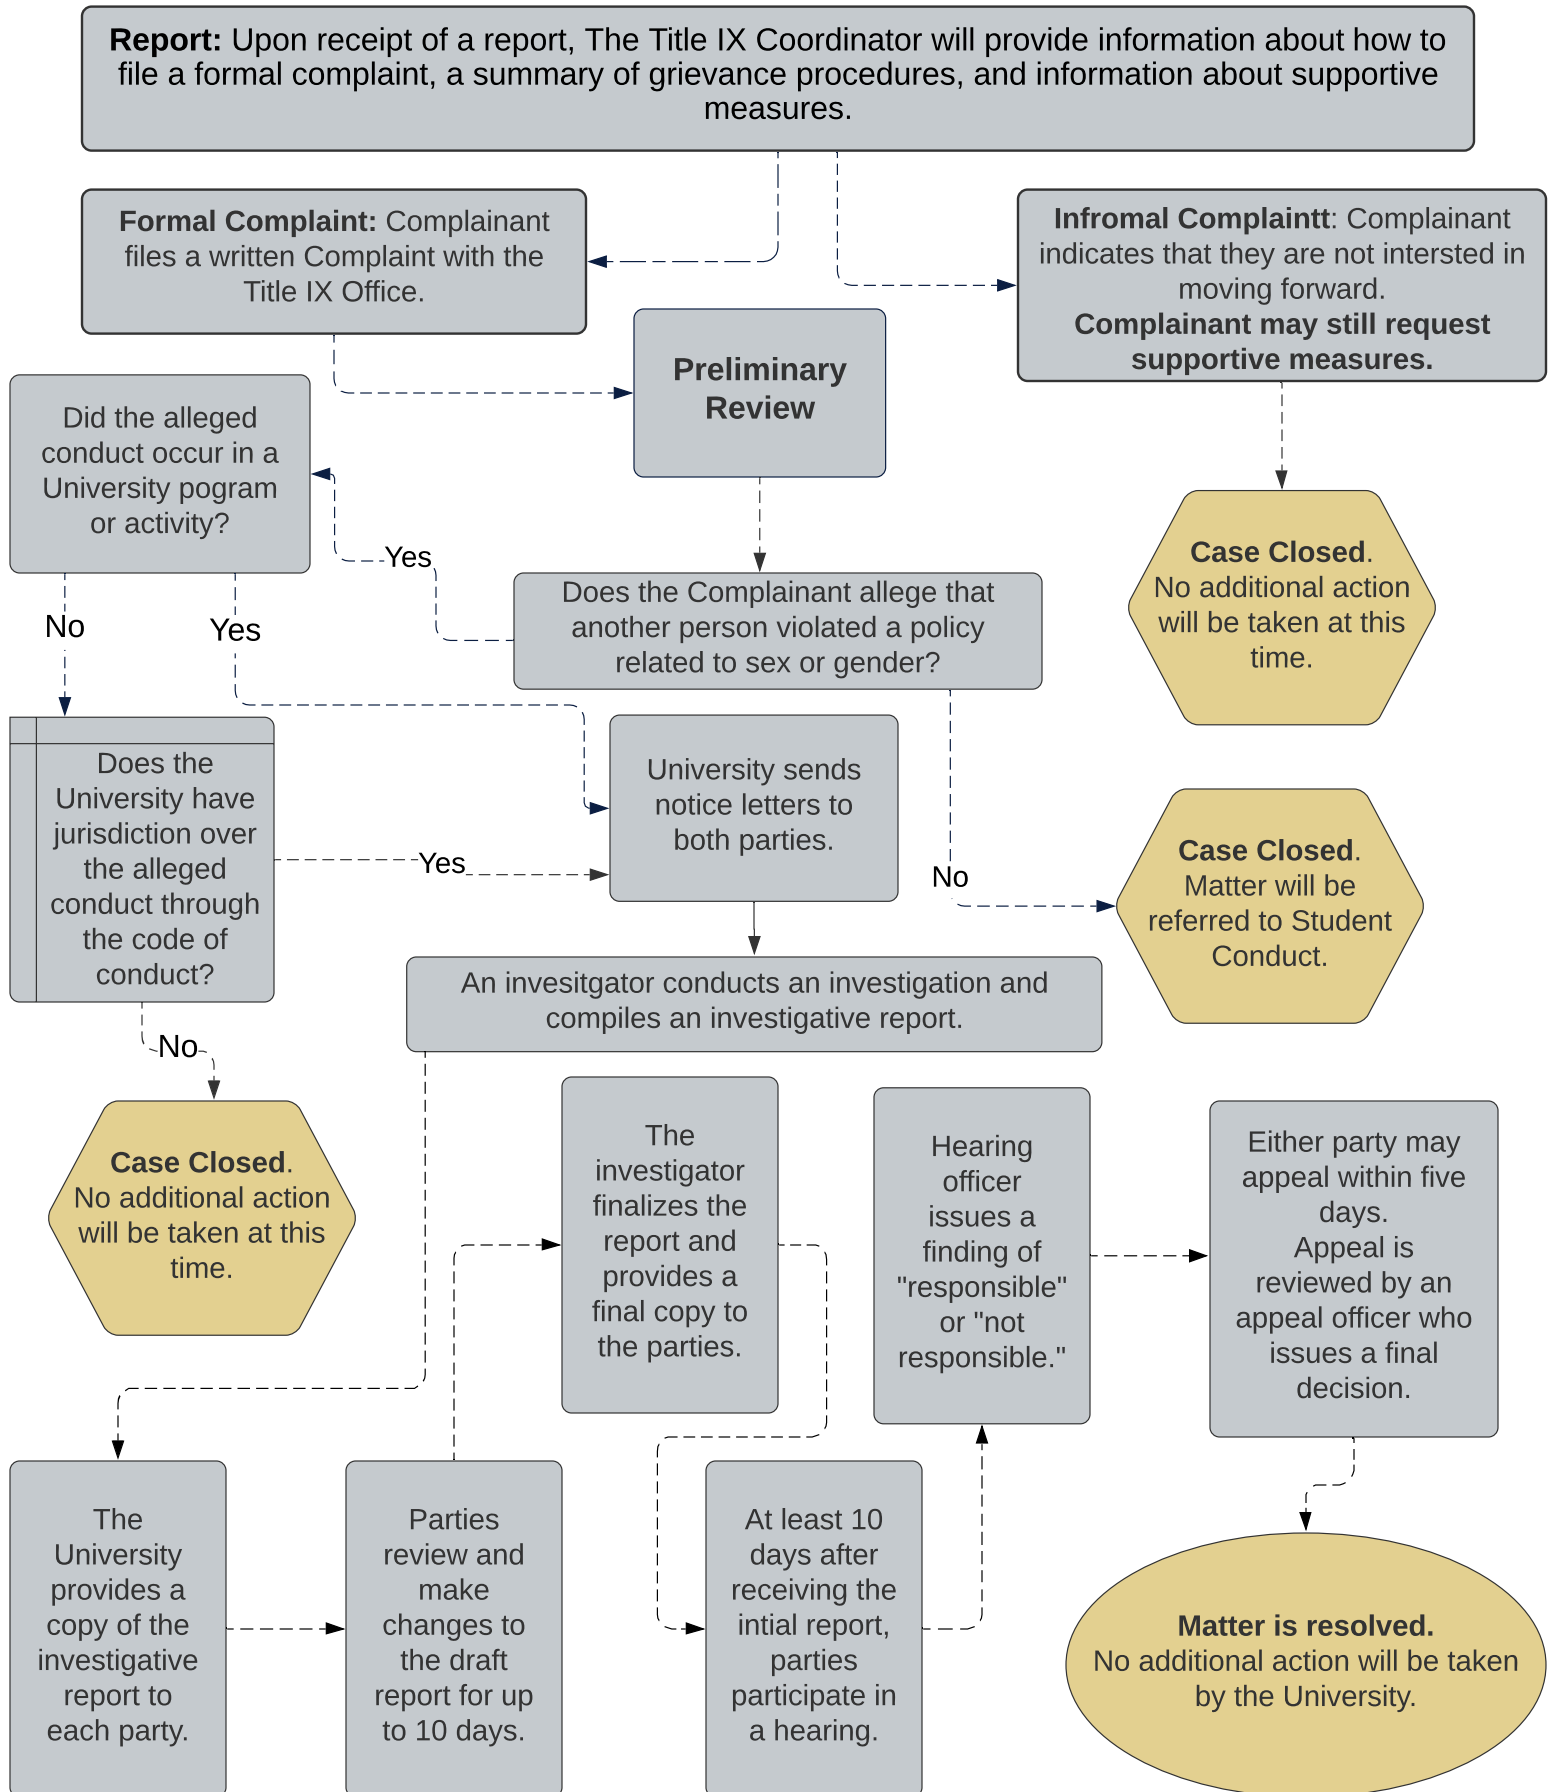 Report: Upon receipt of a report, The Title IX Coordinator will provide information about how to
file a formal complaint, a summary of grievance procedures, and information about supportive
measures.
Formal Complaint: Complainant
files a written Complaint with the
Title IX Office.
Infromal Complaintt: Complainant
indicates that they are not intersted in
moving forward.
Complainant may still request
supportive measures.
Preliminary
Review
Did the alleged
conduct occur in a
University pogram
or activity?
Yes
Case Closed.
No additional action
will be taken at this
time.
Does the Complainant allege that
another person violated a policy
related to sex or gender?
No
Yes
Does the
University have
jurisdiction over
the alleged
conduct through
the code of
conduct?
Yes
University sends
notice letters to
both parties.
No
Case Closed.
Matter will be
referred to Student
Conduct.
An invesitgator conducts an investigation and
compiles an investigative report.
No
Case Closed.
No additional action
will be taken at this
time.
The
investigator
finalizes the
report and
provides a
final copy to
the parties.
Hearing
officer
issues a
finding of
"responsible"
or "not
responsible."
Either party may
appeal within five
days.
Appeal is
reviewed by an
appeal officer who
issues a final
decision.
The
University
provides a
copy of the
investigative
report to
each party.
Parties
review and
make
changes to
the draft
report for up
to 10 days.
At least 10
days after
receiving the
intial report,
parties
participate in
a hearing.
Matter is resolved.
No additional action will be taken
by the University.